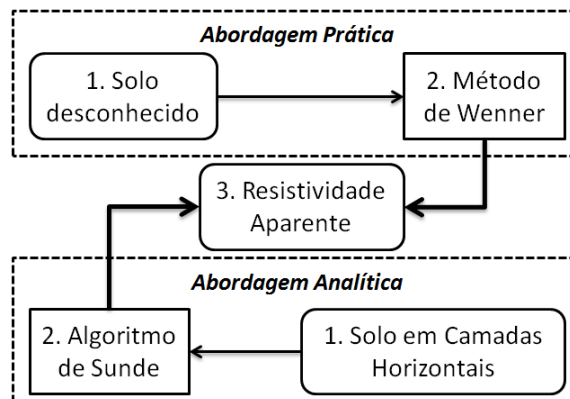 Abordagem Prática
1. Solo
desconhecido
2. Método
de Wenner
3. Resistividade
Aparente
Abordagem Analítica
2. Algoritmo
de Sunde
1. Solo em Camadas
Horizontais